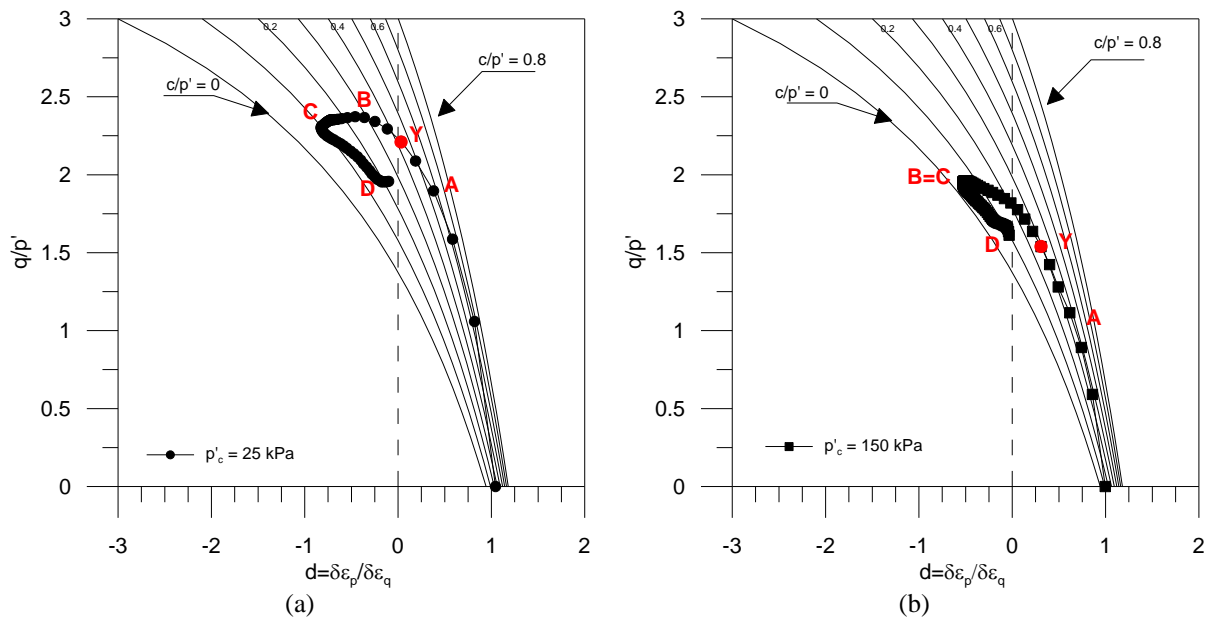 3
2.5
2
1.5
1
0.5
0
q/p'
0.2
0.4
0.6
c/p' = 0.8
c/p' = 0
C
B
Y
A
D
p'c = 25 kPa
-3
-2
-1
0
1
2
d=δεp/δεq
(a)
3
2.5
2
1.5
1
0.5
0
q/p'
0.2
0.4
0.6
c/p' = 0.8
c/p' = 0
B=C
Y
D
A
p'c = 150 kPa
-3
-2
-1
0
1
2
d=δεp/δεq
(b)